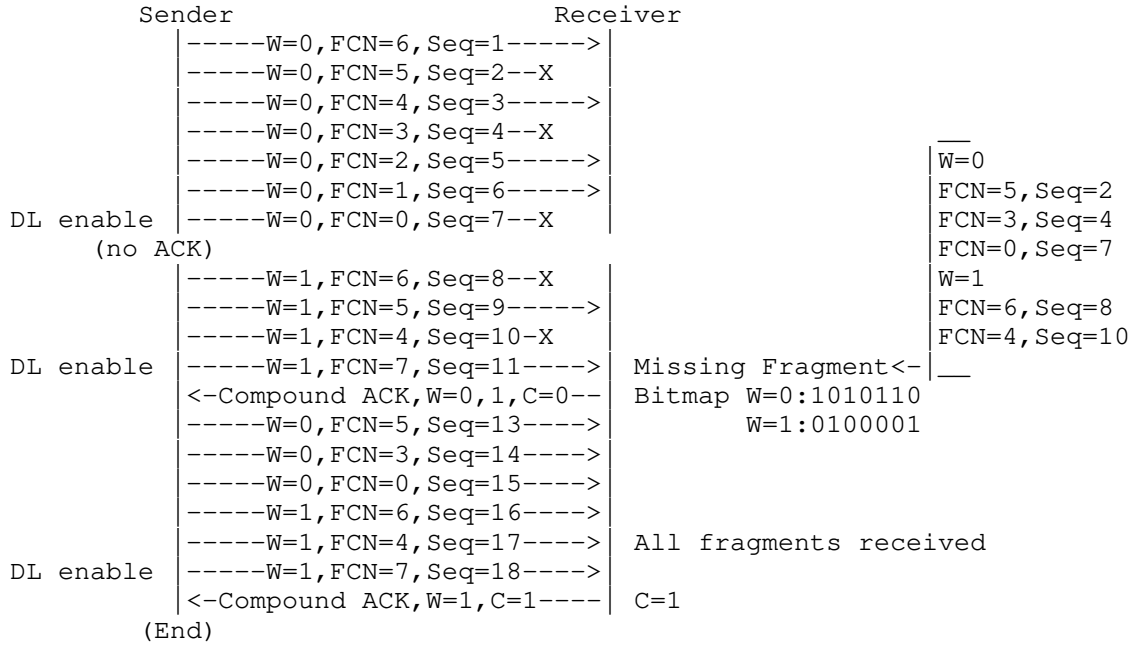 Sender                      Receiver
          |-----W=0,FCN=6,Seq=1----->|
          |-----W=0,FCN=5,Seq=2--X   |
          |-----W=0,FCN=4,Seq=3----->|
          |-----W=0,FCN=3,Seq=4--X   |                    __
          |-----W=0,FCN=2,Seq=5----->|                   |W=0
          |-----W=0,FCN=1,Seq=6----->|                   |FCN=5,Seq=2
DL enable |-----W=0,FCN=0,Seq=7--X   |                   |FCN=3,Seq=4
     (no ACK)                                            |FCN=0,Seq=7
          |-----W=1,FCN=6,Seq=8--X   |                   |W=1
          |-----W=1,FCN=5,Seq=9----->|                   |FCN=6,Seq=8
          |-----W=1,FCN=4,Seq=10-X   |                   |FCN=4,Seq=10
DL enable |-----W=1,FCN=7,Seq=11---->| Missing Fragment<-|__
          |<-Compound ACK,W=0,1,C=0--| Bitmap W=0:1010110
          |-----W=0,FCN=5,Seq=13---->|        W=1:0100001
          |-----W=0,FCN=3,Seq=14---->|
          |-----W=0,FCN=0,Seq=15---->|
          |-----W=1,FCN=6,Seq=16---->|
          |-----W=1,FCN=4,Seq=17---->| All fragments received
DL enable |-----W=1,FCN=7,Seq=18---->|
          |<-Compound ACK,W=1,C=1----| C=1
        (End)